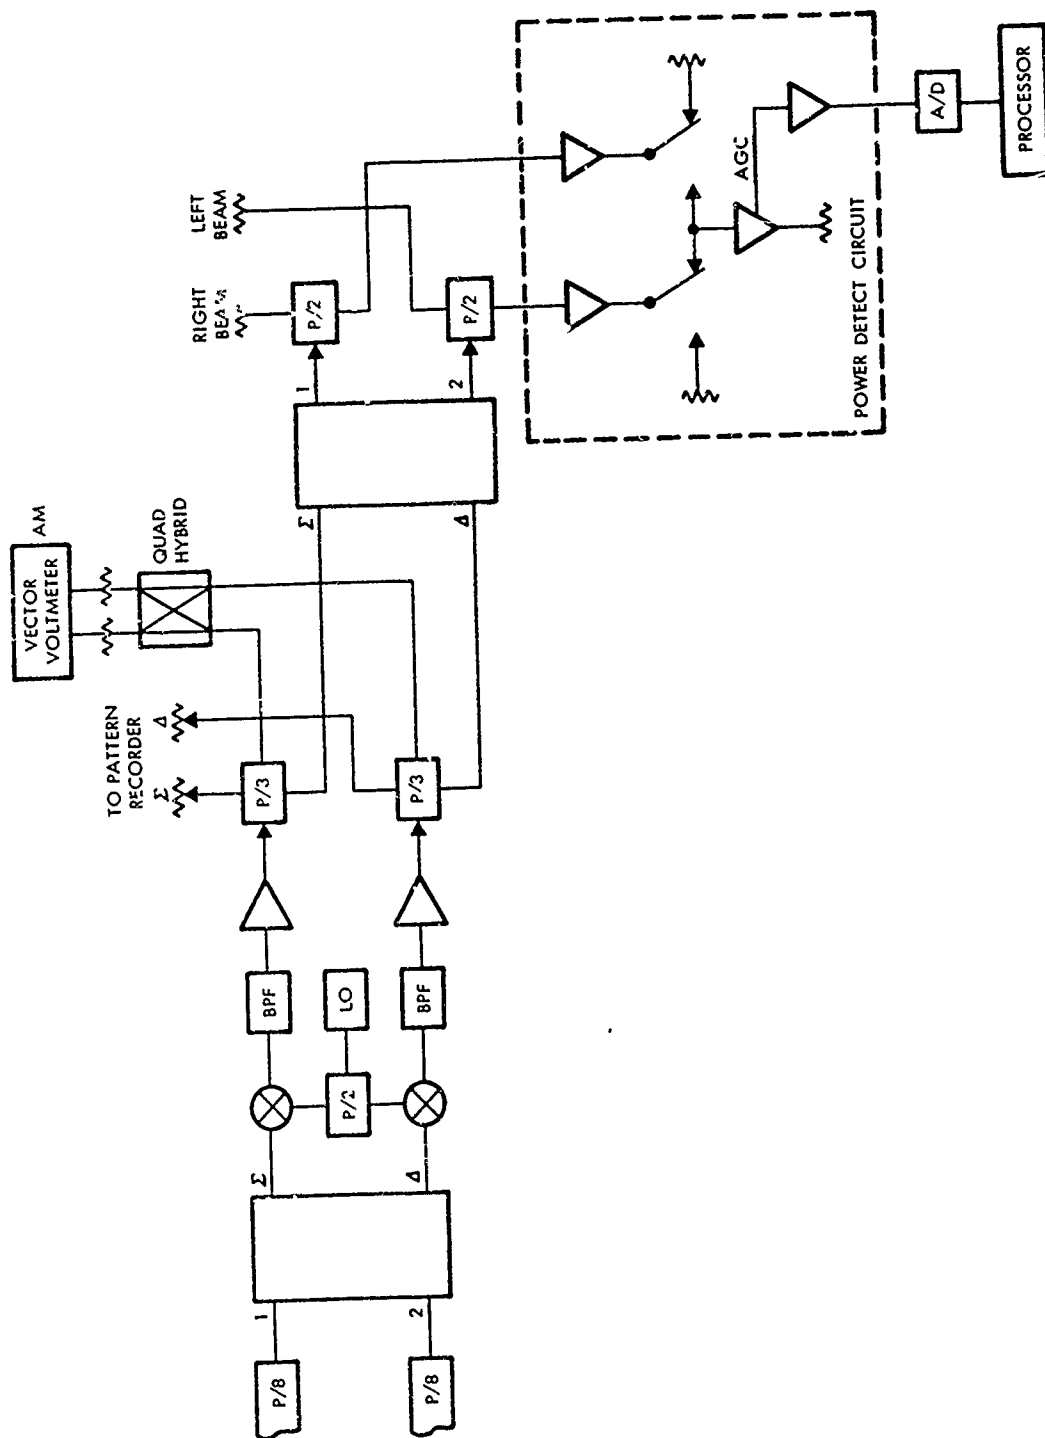 P/8
P/8
1
2
Σ
Δ
P/2
LO
BPF
BPF
P/3
P/3
TO PATTERN
RECORDER
Σ
Δ
VECTOR
VOLTMETER
AM
QUAD
HYBRID
Σ
Δ
1
2
P/2
P/2
RIGHT
BEAM
LEFT
BEAM
AGC
POWER DETECT CIRCUIT
A/D
PROCESSOR